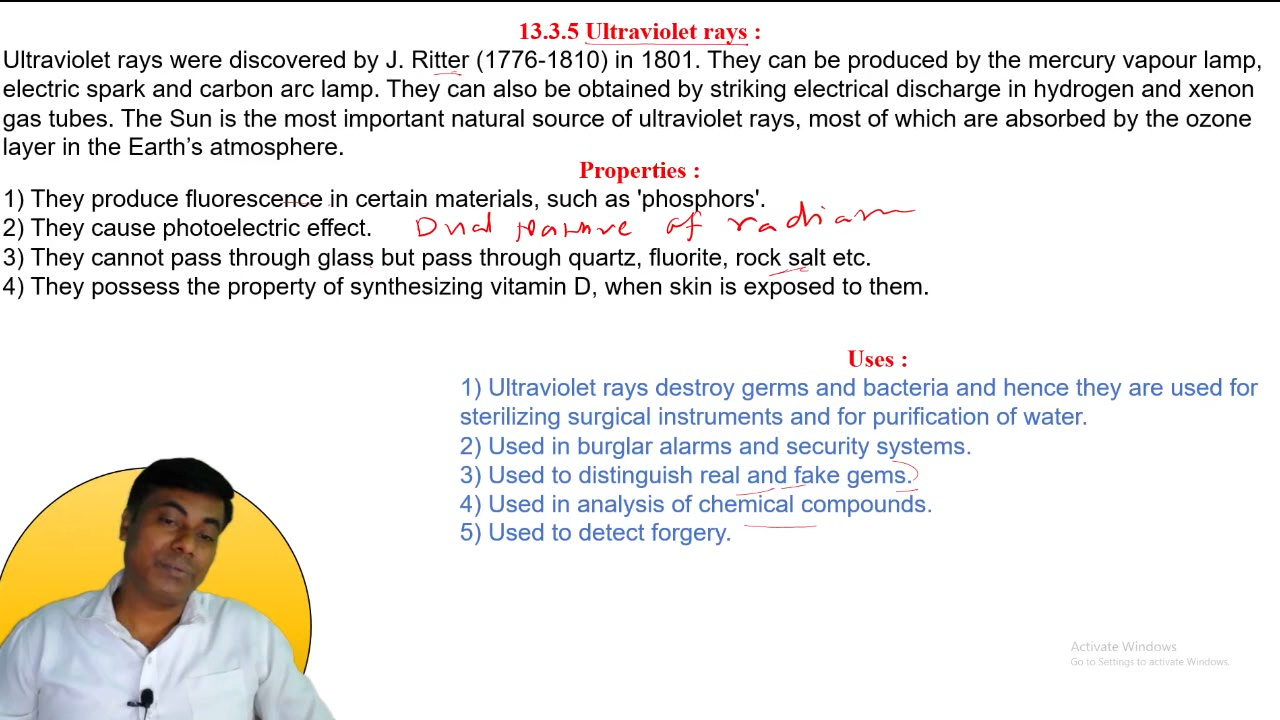 13.3.5 Ultraviolet rays :
Ultraviolet rays were discovered by J. Ritter (1776-1810) in 1801. They can be produced by the mercury vapour lamp,
electric spark and carbon arc lamp. They can also be obtained by striking electrical discharge in hydrogen and xenon
gas tubes. The Sun is the most important natural source of ultraviolet rays, most of which are absorbed by the ozone
layer in the Earth's atmosphere.
Properties :
1) They produce fluorescence in certain materials, such as 'phosphors'.
2) They cause photoelectric effect. Dual nature of
3) They cannot pass through glass but pass through quartz, fluorite, rock salt etc.
4) They possess the property of synthesizing vitamin D, when skin is exposed to them.
Uses :
1) Ultraviolet rays destroy germs and bacteria and hence they are used for
sterilizing surgical instruments and for purification of water.
2) Used in burglar alarms and security systems.
3) Used to distinguish real and fake gems.
4) Used in analysis of chemical compounds.
5) Used to detect forgery.
Activate Windows
Go to Settings to activate Windows.